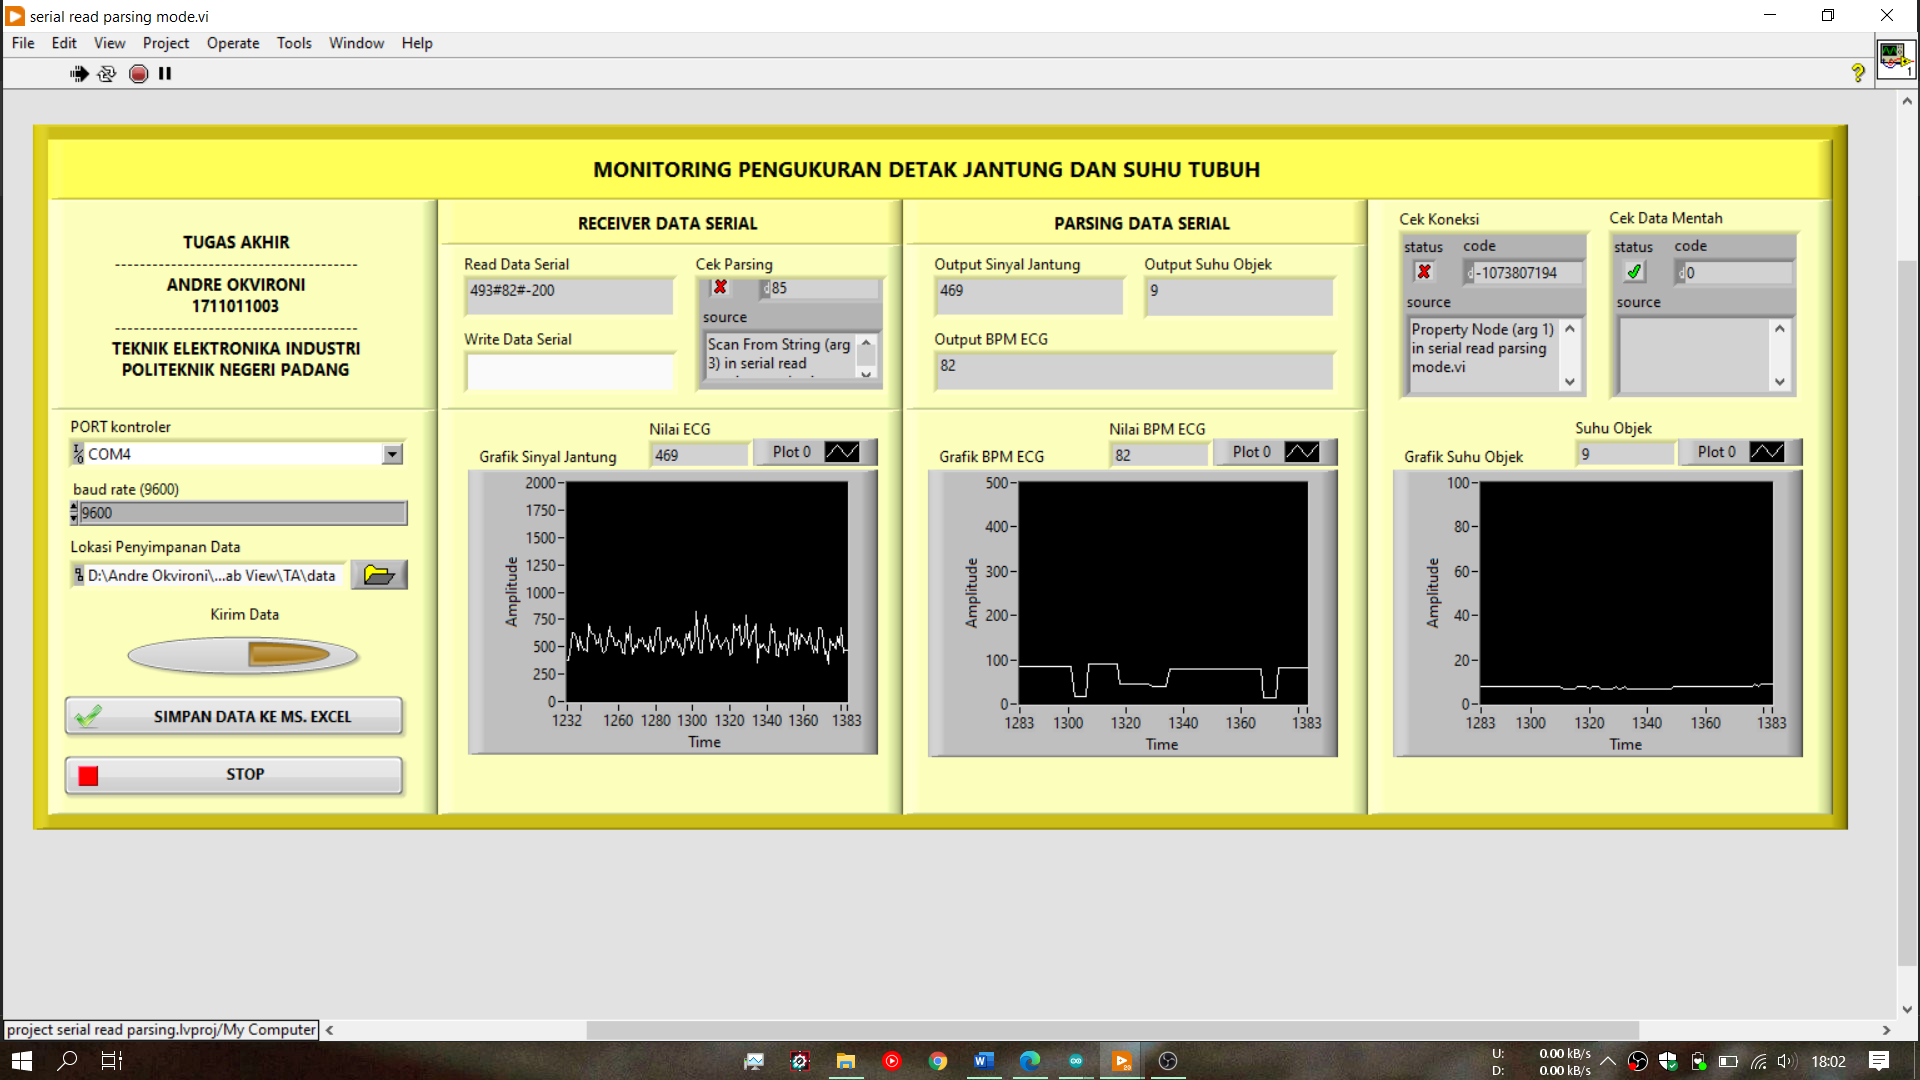 serial read parsing mode.vi
File Edit View Project Operate Tools Window Help
1
MONITORING PENGUKURAN DETAK JANTUNG DAN SUHU TUBUH
TUGAS AKHIR
------------------------------------
ANDRE OKVIRONI
1711011003
------------------------------------
TEKNIK ELEKTRONIKA INDUSTRI
POLITEKNIK NEGERI PADANG
PORT kontroler
COM4
baud rate (9600)
9600
Lokasi Penyimpanan Data
D:\Andre Okvironi\...ab View\TA\data
Kirim Data
SIMPAN DATA KE MS. EXCEL
STOP
RECEIVER DATA SERIAL
Read Data Serial
493#82#-200
Write Data Serial
Cek Parsing
d 85
source
Scan From String (arg
3) in serial read
Nilai ECG
469
Plot 0
Grafik Sinyal Jantung
Amplitude
2000
1750
1500
1250
1000
750
500
250
0
1232 1260 1280 1300 1320 1340 1360 1383
Time
PARSING DATA SERIAL
Output Sinyal Jantung
469
Output Suhu Objek
9
Output BPM ECG
82
Nilai BPM ECG
82
Plot 0
Grafik BPM ECG
Amplitude
500
400
300
200
100
0
1283 1300 1320 1340 1360 1383
Time
Cek Koneksi
status code
d -1073807194
source
Property Node (arg 1)
in serial read parsing
mode.vi
Cek Data Mentah
status code
d 0
source
Suhu Objek
9
Plot 0
Grafik Suhu Objek
Amplitude
100
80
60
40
20
0
1283 1300 1320 1340 1360 1383
Time
project serial read parsing.lvproj/My Computer
U: 0.00 kB/s
D: 0.00 kB/s
18:02